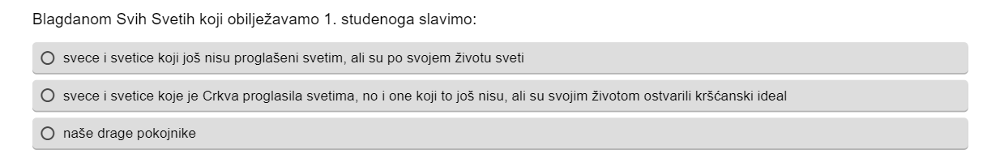 Blagdanom Svih Svetih koji obilježavamo 1. studenoga slavimo:
svece i svetice koji još nisu proglašeni svetim, ali su po svojem životu sveti
svece i svetice koje je Crkva proglasila svetima, no i one koji to još nisu, ali su svojim životom ostvarili kršćanski ideal
naše drage pokojnike